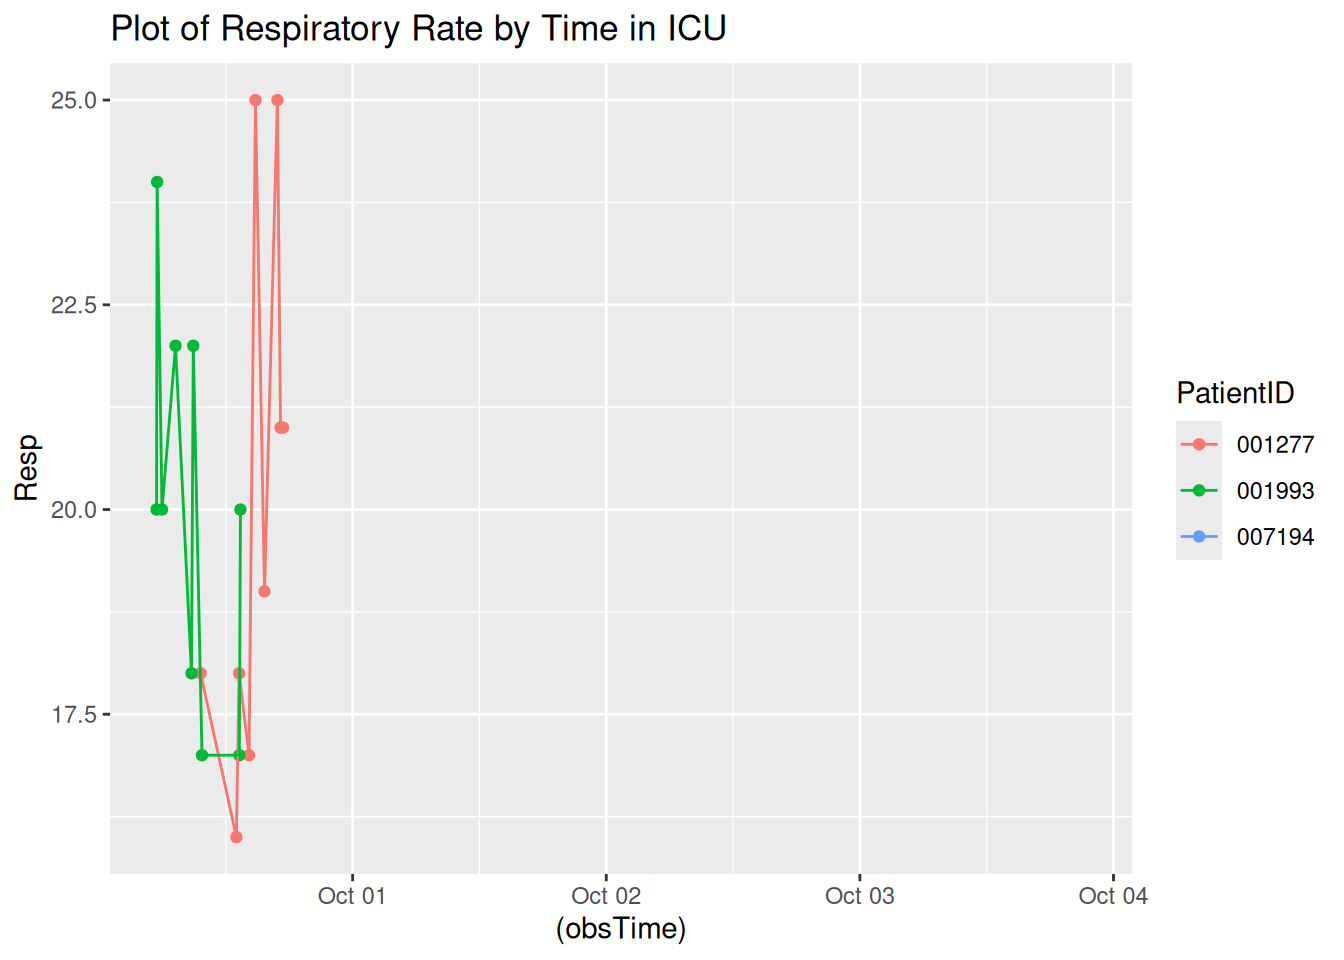 Plot of Respiratory Rate by Time in ICU
25.0
22.5
20.0
17.5
Resp
Oct 01
Oct 02
Oct 03
Oct 04
(obsTime)
PatientID
001277
001993
007194